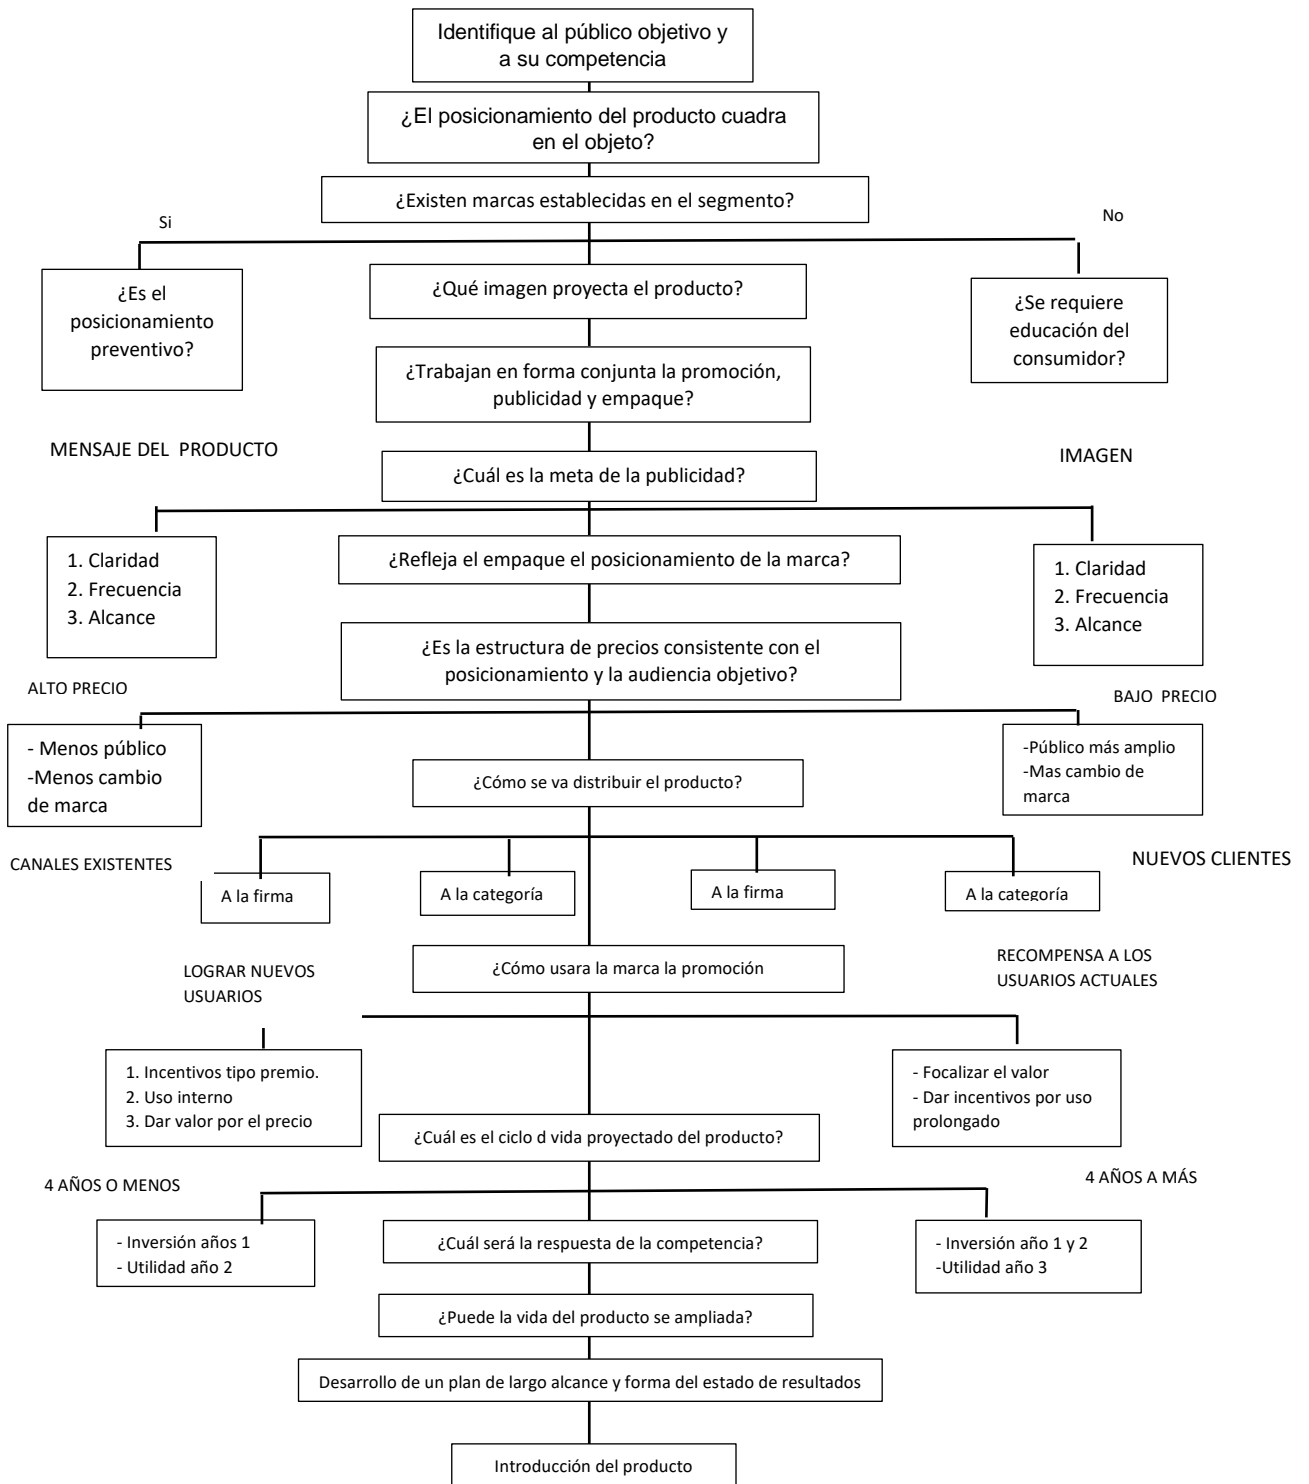 Identifique al público objetivo y
a su competencia
¿El posicionamiento del producto cuadra
en el objeto?
¿Existen marcas establecidas en el segmento?
Si
No
¿Es el
posicionamiento
preventivo?
¿Qué imagen proyecta el producto?
¿Se requiere
educación del
consumidor?
¿Trabajan en forma conjunta la promoción,
publicidad y empaque?
MENSAJE DEL PRODUCTO
IMAGEN
¿Cuál es la meta de la publicidad?
1. Claridad
2. Frecuencia
3. Alcance
¿Refleja el empaque el posicionamiento de la marca?
1. Claridad
2. Frecuencia
3. Alcance
¿Es la estructura de precios consistente con el
posicionamiento y la audiencia objetivo?
ALTO PRECIO
BAJO PRECIO
- Menos público
-Menos cambio
de marca
¿Cómo se va distribuir el producto?
-Público más amplio
-Mas cambio de
marca
CANALES EXISTENTES
NUEVOS CLIENTES
A la firma
A la categoría
A la firma
A la categoría
LOGRAR NUEVOS
USUARIOS
¿Cómo usara la marca la promoción
RECOMPENSA A LOS
USUARIOS ACTUALES
1. Incentivos tipo premio.
2. Uso interno
3. Dar valor por el precio
- Focalizar el valor
- Dar incentivos por uso
prolongado
¿Cuál es el ciclo d vida proyectado del producto?
4 AÑOS O MENOS
4 AÑOS A MÁS
- Inversión años 1
- Utilidad año 2
¿Cuál será la respuesta de la competencia?
- Inversión año 1 y 2
-Utilidad año 3
¿Puede la vida del producto se ampliada?
Desarrollo de un plan de largo alcance y forma del estado de resultados
Introducción del producto